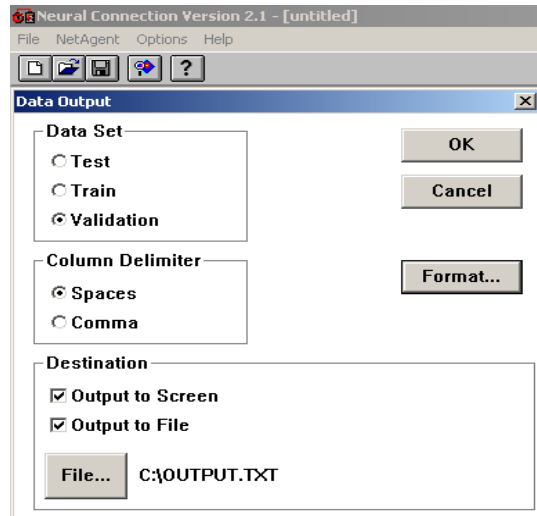 Neural Connection Version 2.1 - [untitled]
File NetAgent Options Help
?
Data Output
Data Set
Test
Train
Validation
OK
Cancel
Column Delimiter
Spaces
Comma
Format...
Destination
Output to Screen
Output to File
File... C:\OUTPUT.TXT